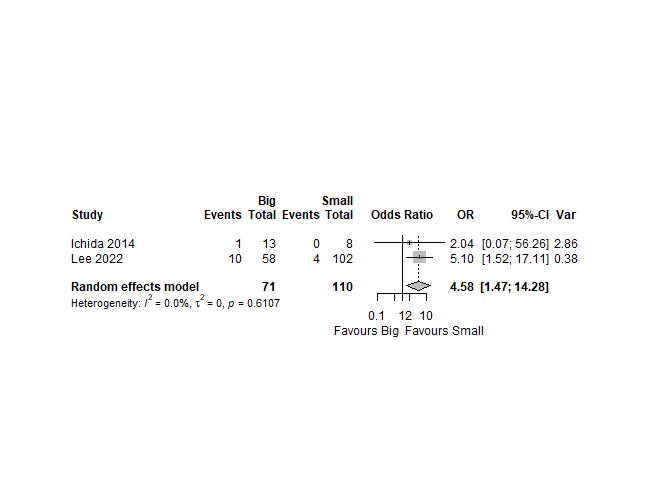 Big Small
Study Events Total Events Total Odds Ratio OR 95%-CI Var
Ichida 2014 1 13 0 8 2.04 [0.07; 56.26] 2.86
Lee 2022 10 58 4 102 5.10 [1.52; 17.11] 0.38
Random effects model 71 110 4.58 [1.47; 14.28]
Heterogeneity: I² = 0.0%, τ² = 0, p = 0.6107
0.1 1 2 10
Favours Big Favours Small